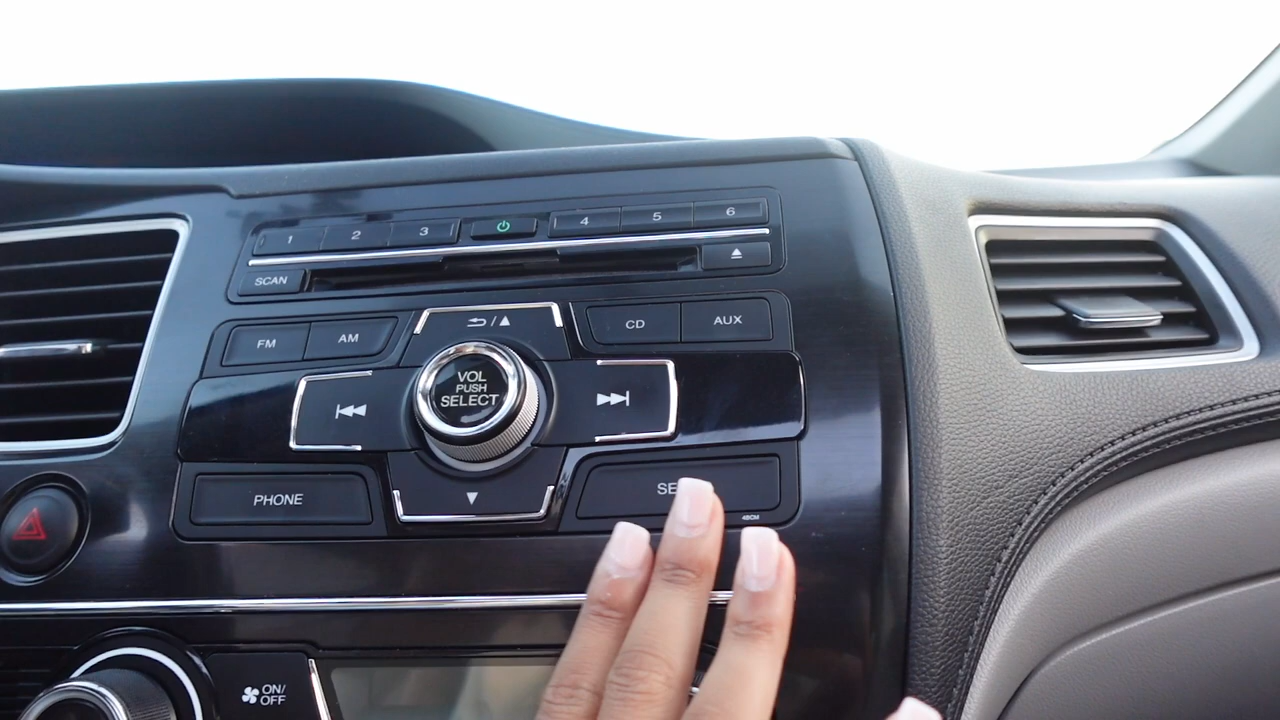 1 2 3 4 5 6
SCAN
FM AM CD AUX
VOL
PUSH
SELECT
PHONE
SE
ON/
OFF